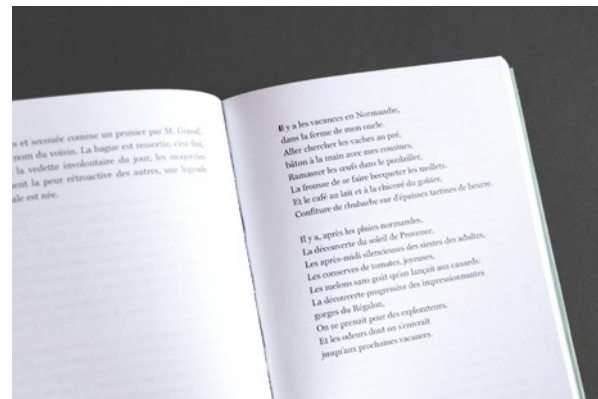 s et secouée comme un prunier par M. Gonod,
nom du voisin. La bague est ressortie, c'est fai,
la vedette involontaire du jour, les moqueries
ent la peur rétroactive des autres, une légende
ale est née.
Il y a les vacances en Normandie,
dans la ferme de mon oncle.
Aller chercher les vaches au pré,
bâton à la main avec mes cousines.
Ramasser les œufs dans le poulailler,
La frousse de se faire becqueter les mollets.
Et le café au lait et à la chicoré du goûter,
Confiture de rhubarbe sur d'épaisses tartines de beurre.
Il y a, après les pluies normandes,
La découverte du soleil de Provence.
Les après-midi silencieuses des siestes des adultes,
Les conserves de tomates, joyeuses,
Les melons sans goût qu'on lançait aux canards.
La découverte progressive des impressionnantes
gorges du Régalon,
On se prenait pour des explorateurs.
Et les odeurs dont on s'enivrait
jusqu'aux prochaines vacances.